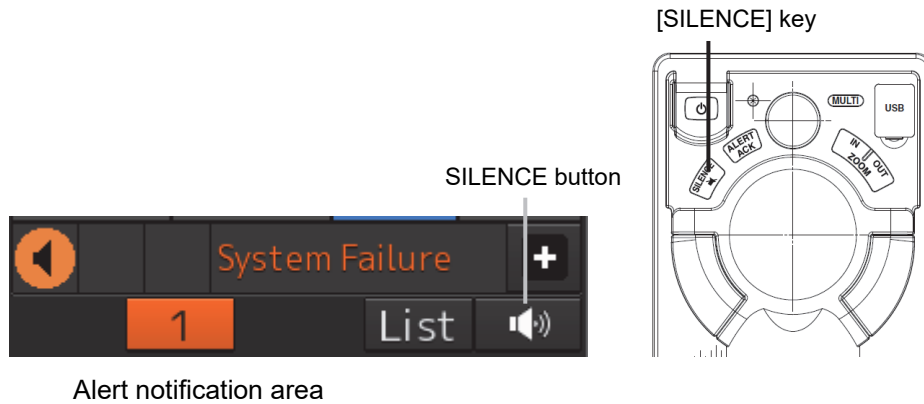 [SILENCE] key
MULTI
USB
ALERT
ACK
IN
OUT
ZOOM
SILENCE
SILENCE button
System Failure
1
List
Alert notification area